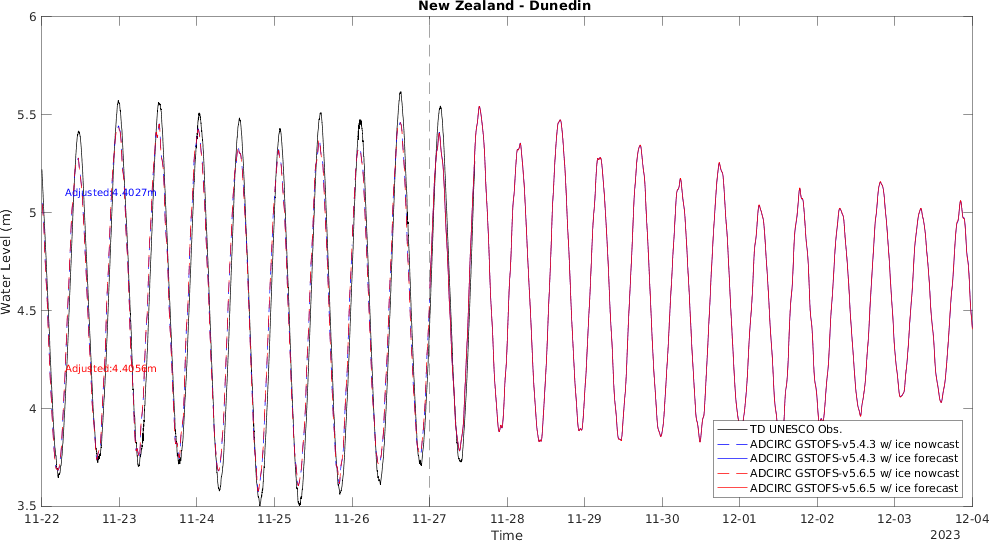 New Zealand - Dunedin
6
5.5
5
4.5
4
3.5
Water Level (m)
Adjusted:4.4027m
Adjusted:4.4056m
TD UNESCO Obs.
ADCIRC GSTOFS-v5.4.3 w/ ice nowcast
ADCIRC GSTOFS-v5.4.3 w/ ice forecast
ADCIRC GSTOFS-v5.6.5 w/ ice nowcast
ADCIRC GSTOFS-v5.6.5 w/ ice forecast
11-22 11-23 11-24 11-25 11-26 11-27 11-28 11-29 11-30 12-01 12-02 12-03 12-04
Time
2023